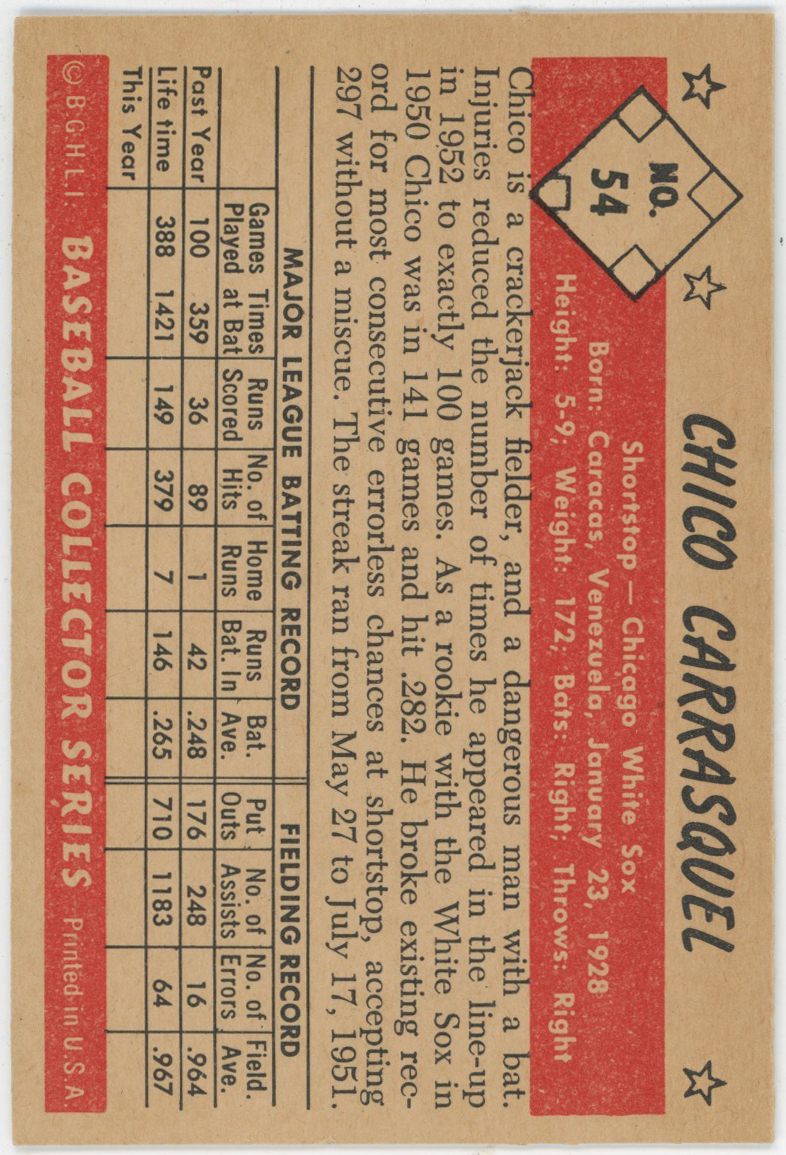 CHICO CARRASQUEL
NO.
54
Shortstop — Chicago White Sox
Born: Caracas, Venezuela, January 23, 1928
Height: 5-9; Weight: 172; Bats: Right; Throws: Right
Chico is a crackerjack fielder, and a dangerous man with a bat.
Injuries reduced the number of times he appeared in the line-up
in 1952 to exactly 100 games. As a rookie with the White Sox in
1950 Chico was in 141 games and hit .282. He broke existing rec-
ord for most consecutive errorless chances at shortstop, accepting
297 without a miscue. The streak ran from May 27 to July 17, 1951.
MAJOR LEAGUE BATTING RECORD FIELDING RECORD
Games Times Runs No. of Home Runs Bat. Put No. of No. of Field.
Played at Bat Scored Hits Runs Bat. In Ave. Outs Assists Errors Ave.
Past Year 100 359 36 89 1 42 .248 176 248 16 .964
Life time 388 1421 149 379 7 146 .265 710 1183 64 .967
This Year
© B.G.H.L.I. BASEBALL COLLECTOR SERIES Printed in U.S.A.